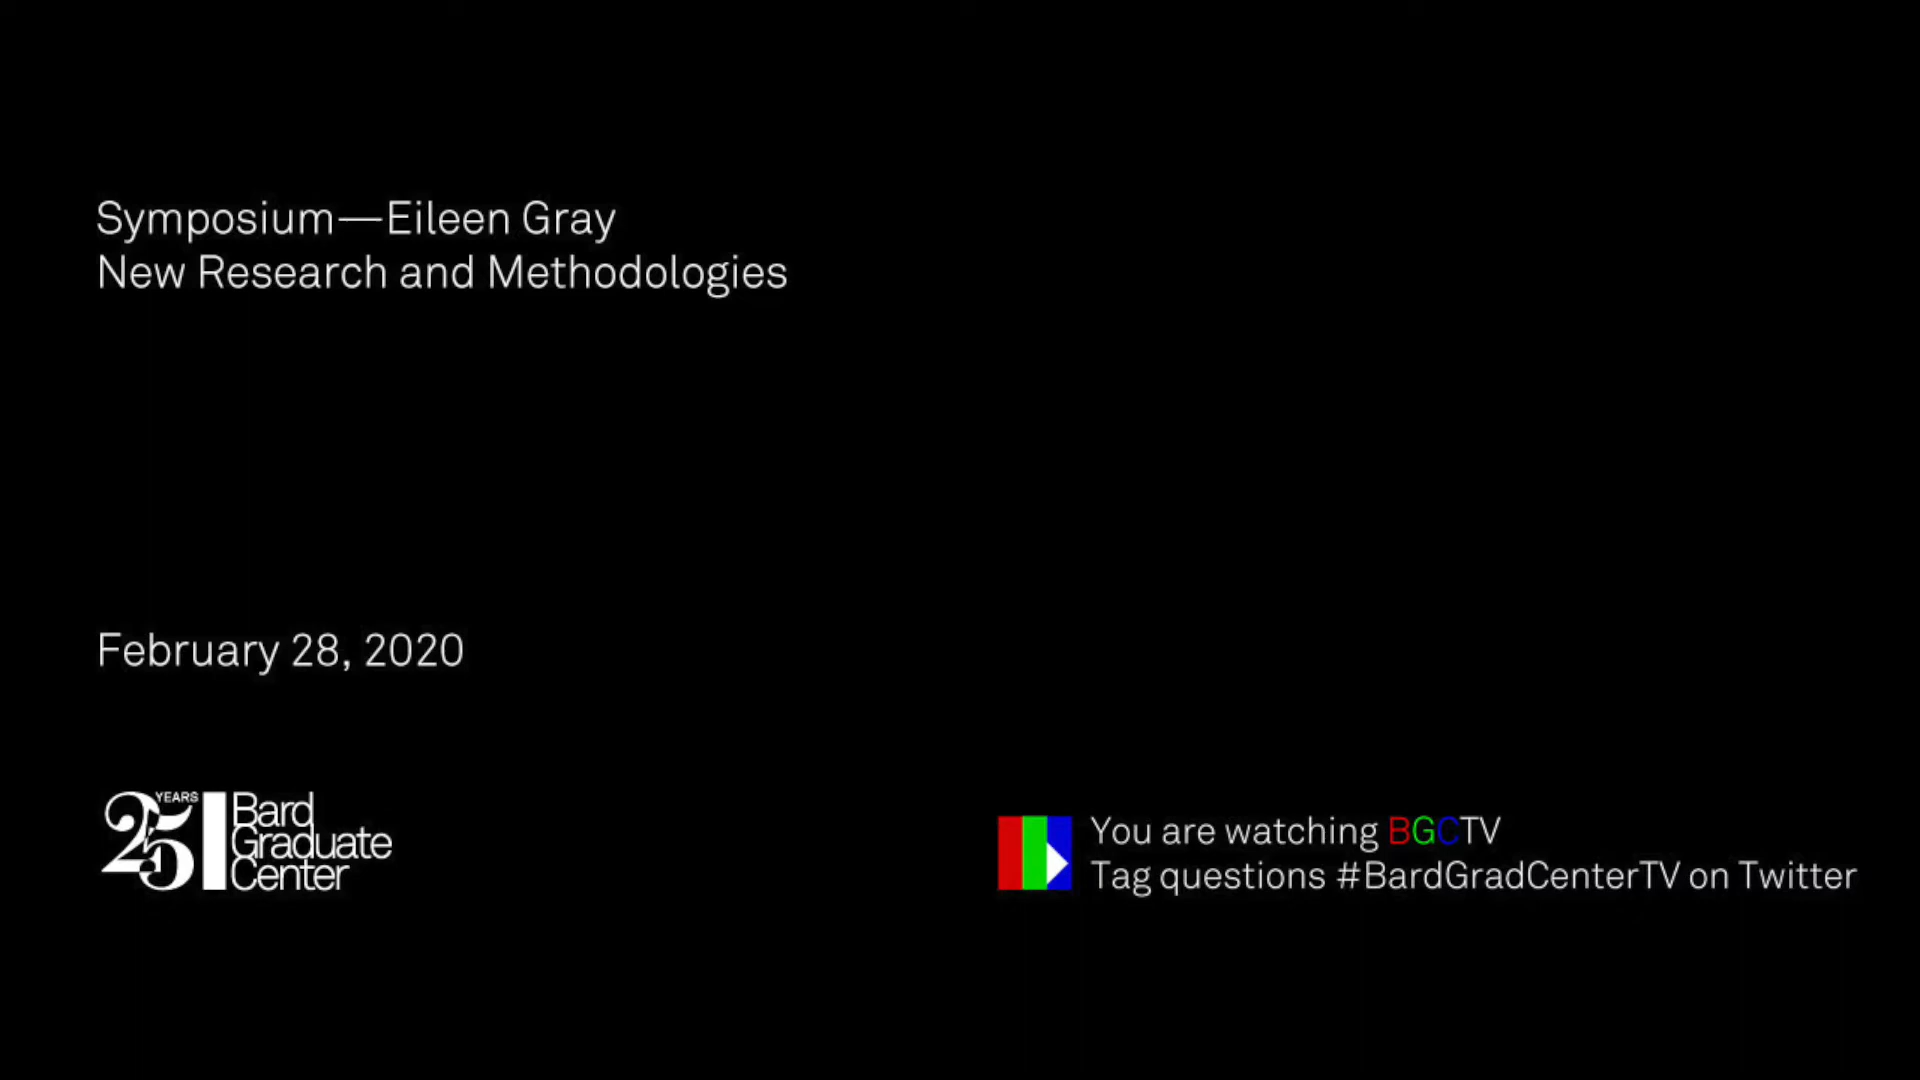 Symposium—Eileen Gray
New Research and Methodologies
February 28, 2020
25 YEARS
Bard
Graduate
Center
You are watching BGCTV
Tag questions #BardGradCenterTV on Twitter